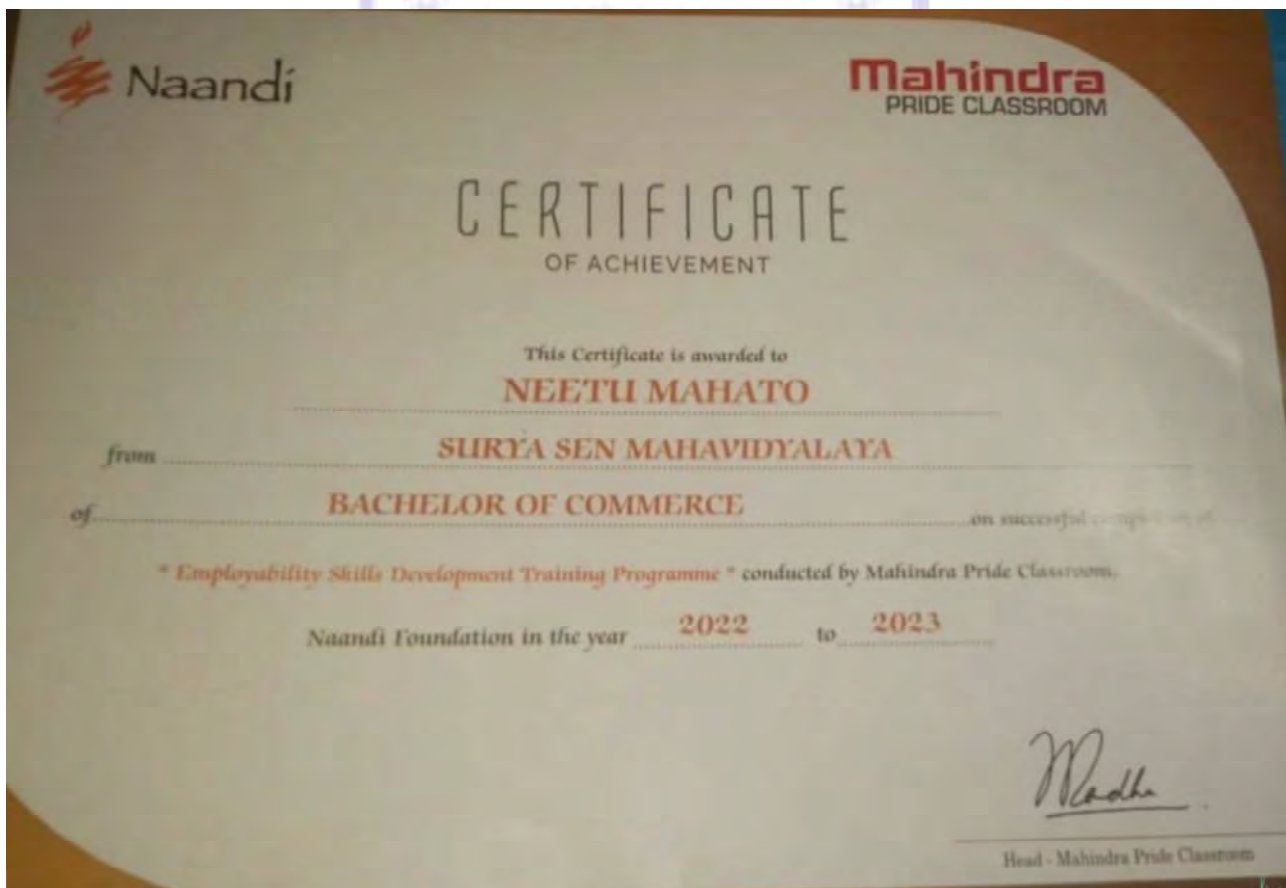 Naandi
Mahindra
PRIDE CLASSROOM
CERTIFICATE
OF ACHIEVEMENT
This Certificate is awarded to
NEETU MAHATO
from SURYA SEN MAHAVIDYALAYA
of BACHELOR OF COMMERCE on successful
" Employability Skills Development Training Programme " conducted by Mahindra Pride Classroom,
Naandi Foundation in the year 2022 to 2023
Head - Mahindra Pride Classroom